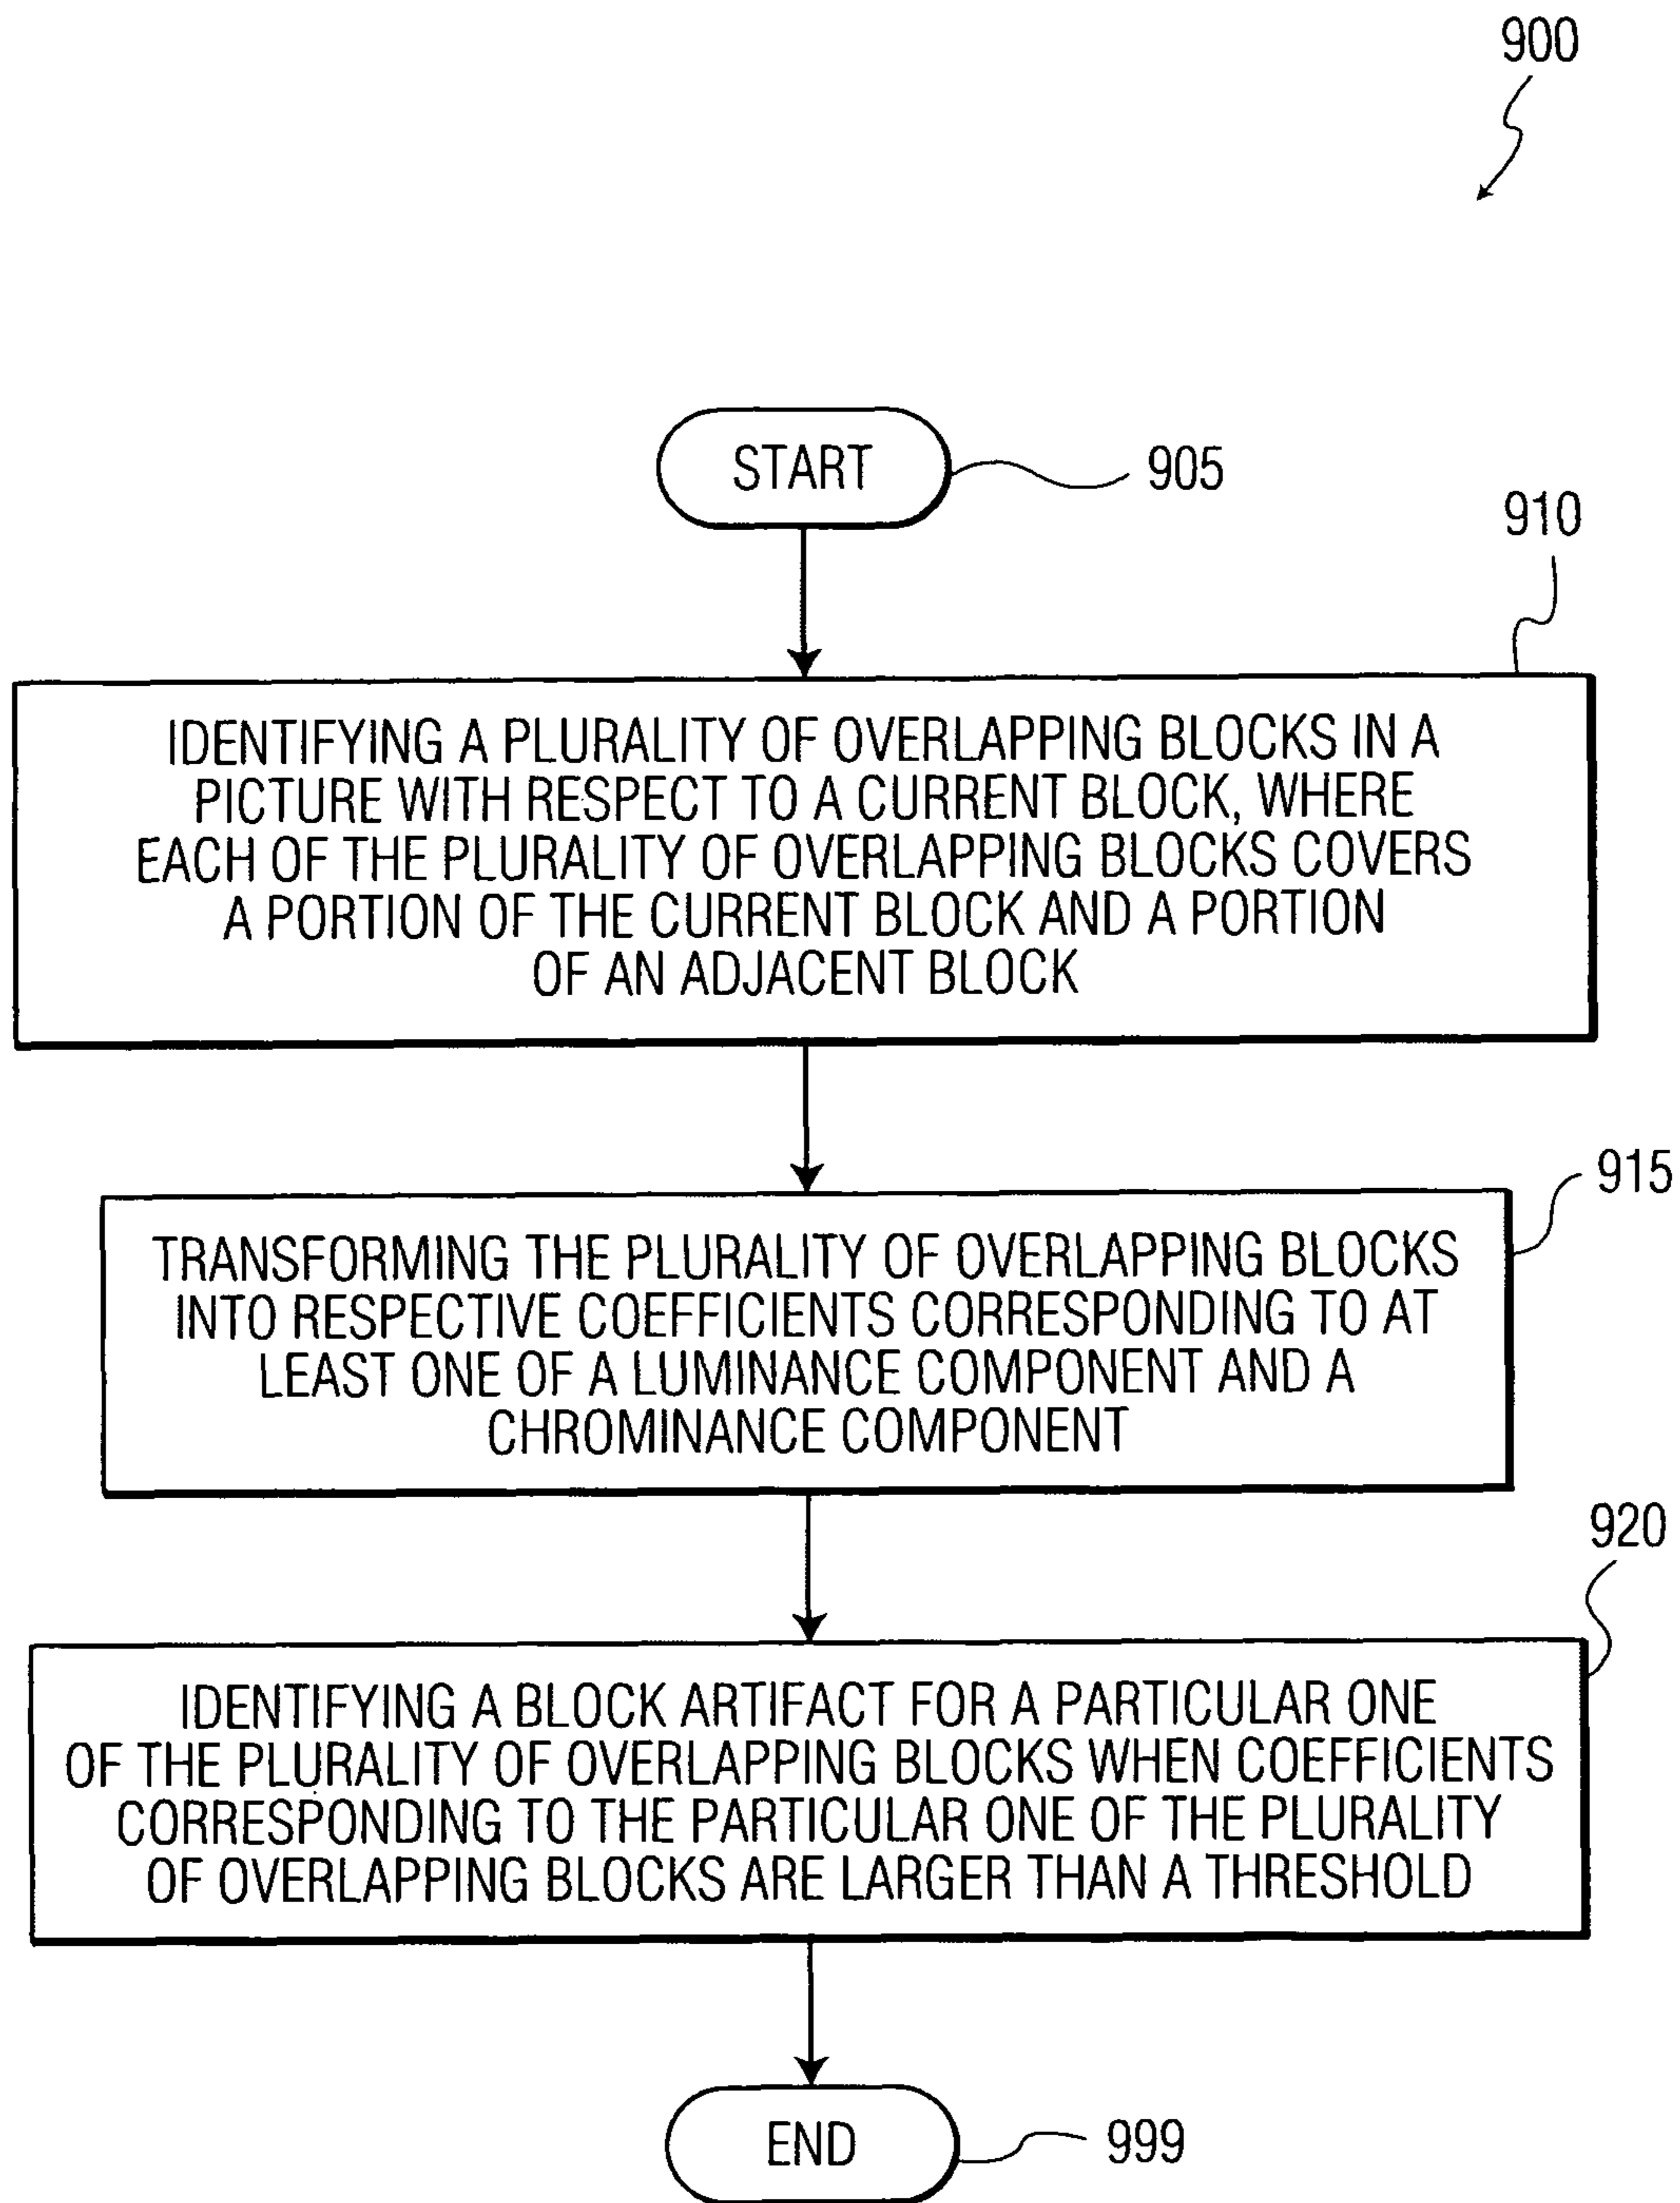 900
START
905
910
IDENTIFYING A PLURALITY OF OVERLAPPING BLOCKS IN A
PICTURE WITH RESPECT TO A CURRENT BLOCK, WHERE
EACH OF THE PLURALITY OF OVERLAPPING BLOCKS COVERS
A PORTION OF THE CURRENT BLOCK AND A PORTION
OF AN ADJACENT BLOCK
915
TRANSFORMING THE PLURALITY OF OVERLAPPING BLOCKS
INTO RESPECTIVE COEFFICIENTS CORRESPONDING TO AT
LEAST ONE OF A LUMINANCE COMPONENT AND A
CHROMINANCE COMPONENT
920
IDENTIFYING A BLOCK ARTIFACT FOR A PARTICULAR ONE
OF THE PLURALITY OF OVERLAPPING BLOCKS WHEN COEFFICIENTS
CORRESPONDING TO THE PARTICULAR ONE OF THE PLURALITY
OF OVERLAPPING BLOCKS ARE LARGER THAN A THRESHOLD
END
999